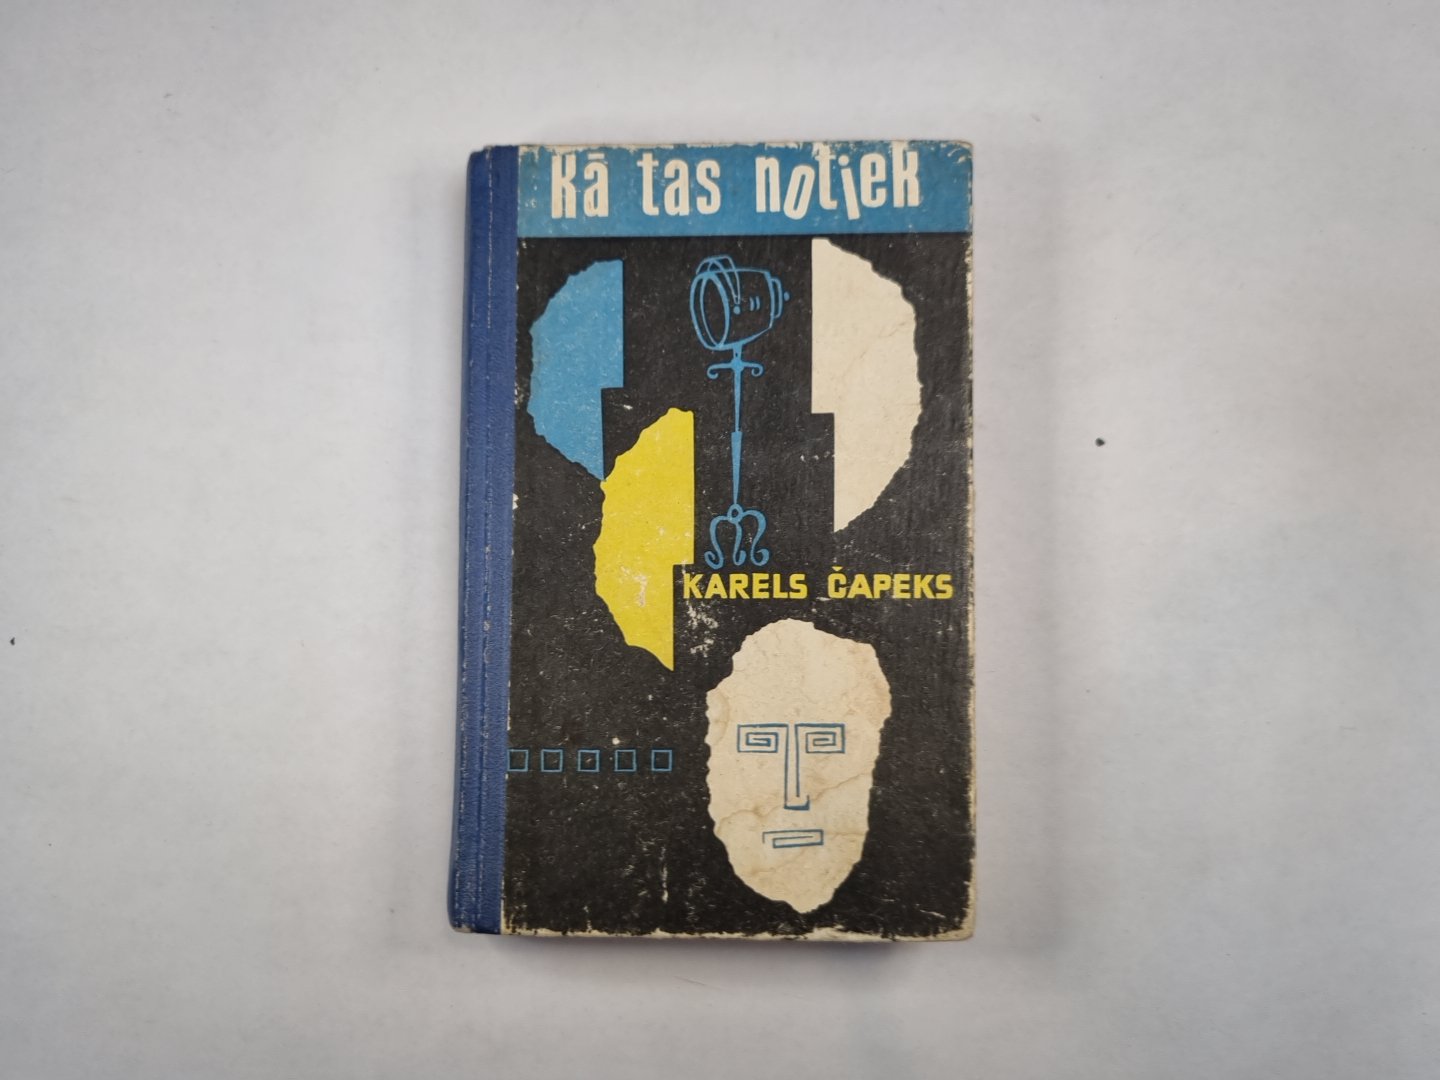 Kā tas notiek
KARELS ČAPEKS